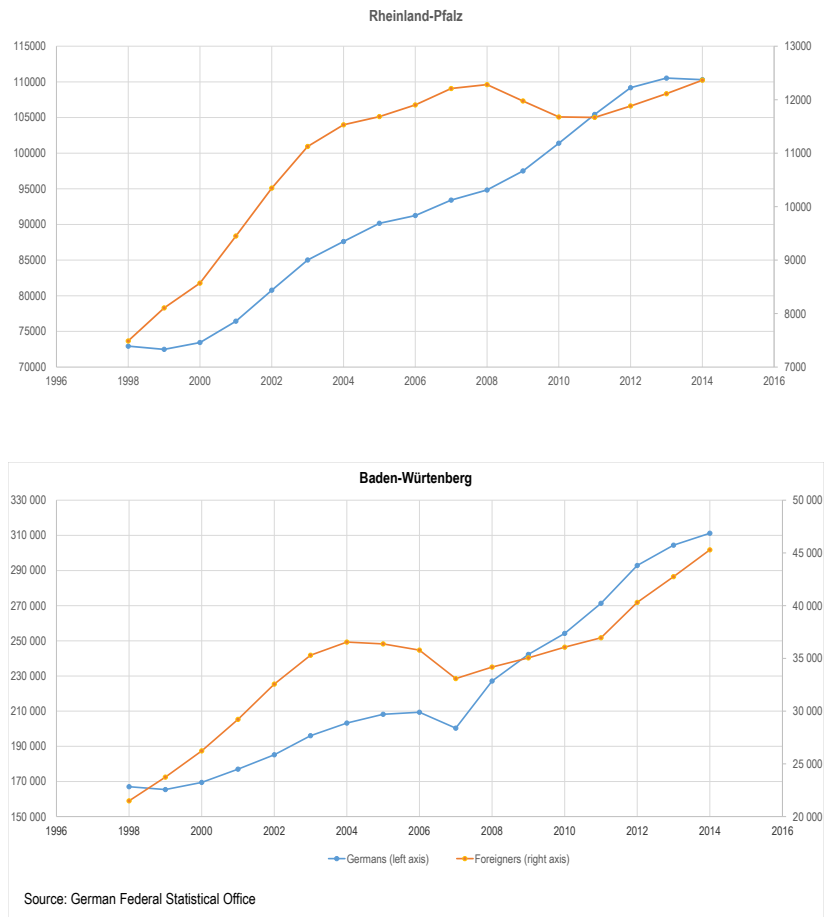 Rheinland-Pfalz
115000 13000
110000 12000
105000
100000 11000
95000 10000
90000
85000 9000
80000 8000
75000
70000 7000
1996 1998 2000 2002 2004 2006 2008 2010 2012 2014 2016
Baden-Würtenberg
330 000 50 000
310 000 45 000
290 000
270 000 40 000
250 000 35 000
230 000
210 000 30 000
190 000 25 000
170 000
150 000 20 000
1996 1998 2000 2002 2004 2006 2008 2010 2012 2014 2016
Germans (left axis) Foreigners (right axis)
Source: German Federal Statistical Office